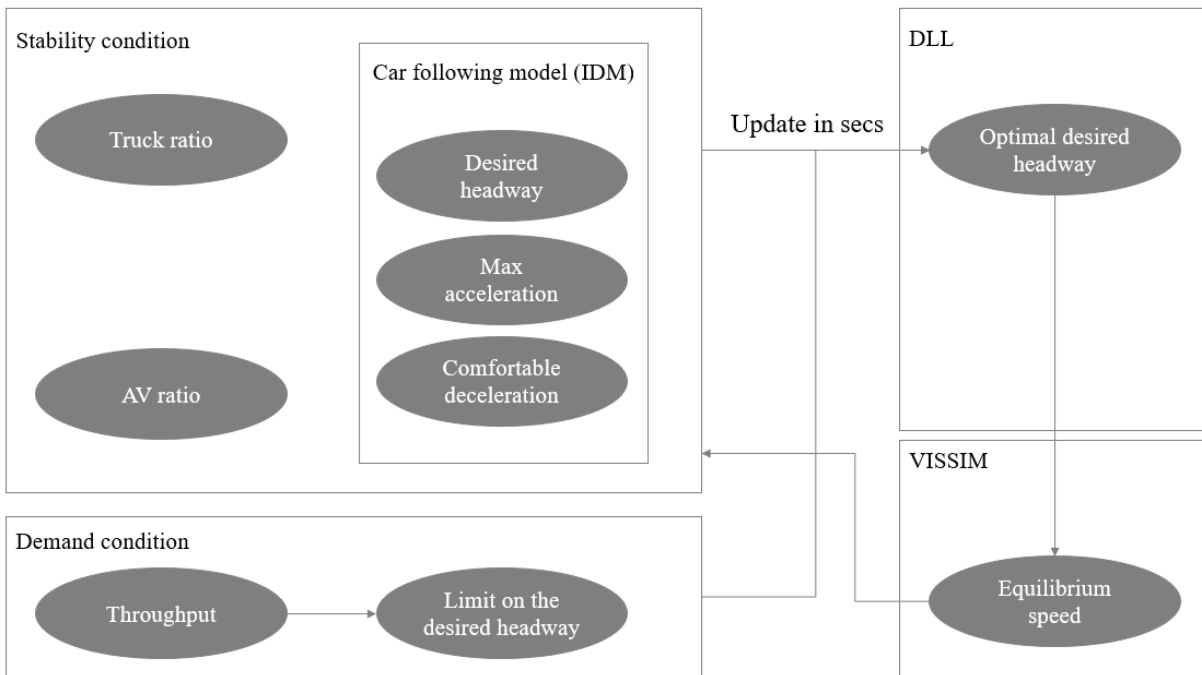 Stability condition
Car following model (IDM)
Truck ratio
Desired
headway
Max
acceleration
AV ratio
Comfortable
deceleration
Update in secs
DLL
Optimal desired
headway
VISSIM
Equilibrium
speed
Demand condition
Throughput
Limit on the
desired headway